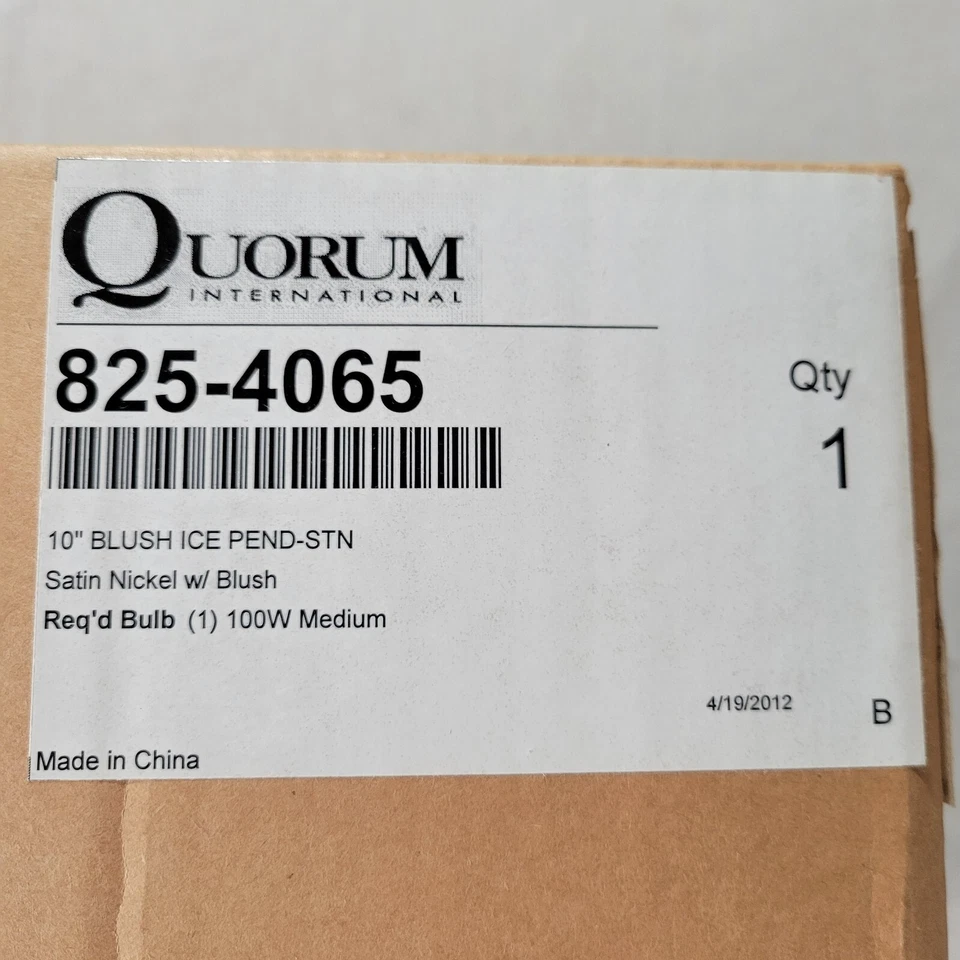 QUORUM
INTERNATIONAL
825-4065
Qty
1
10" BLUSH ICE PEND-STN
Satin Nickel w/ Blush
Req'd Bulb (1) 100W Medium
4/19/2012
B
Made in China